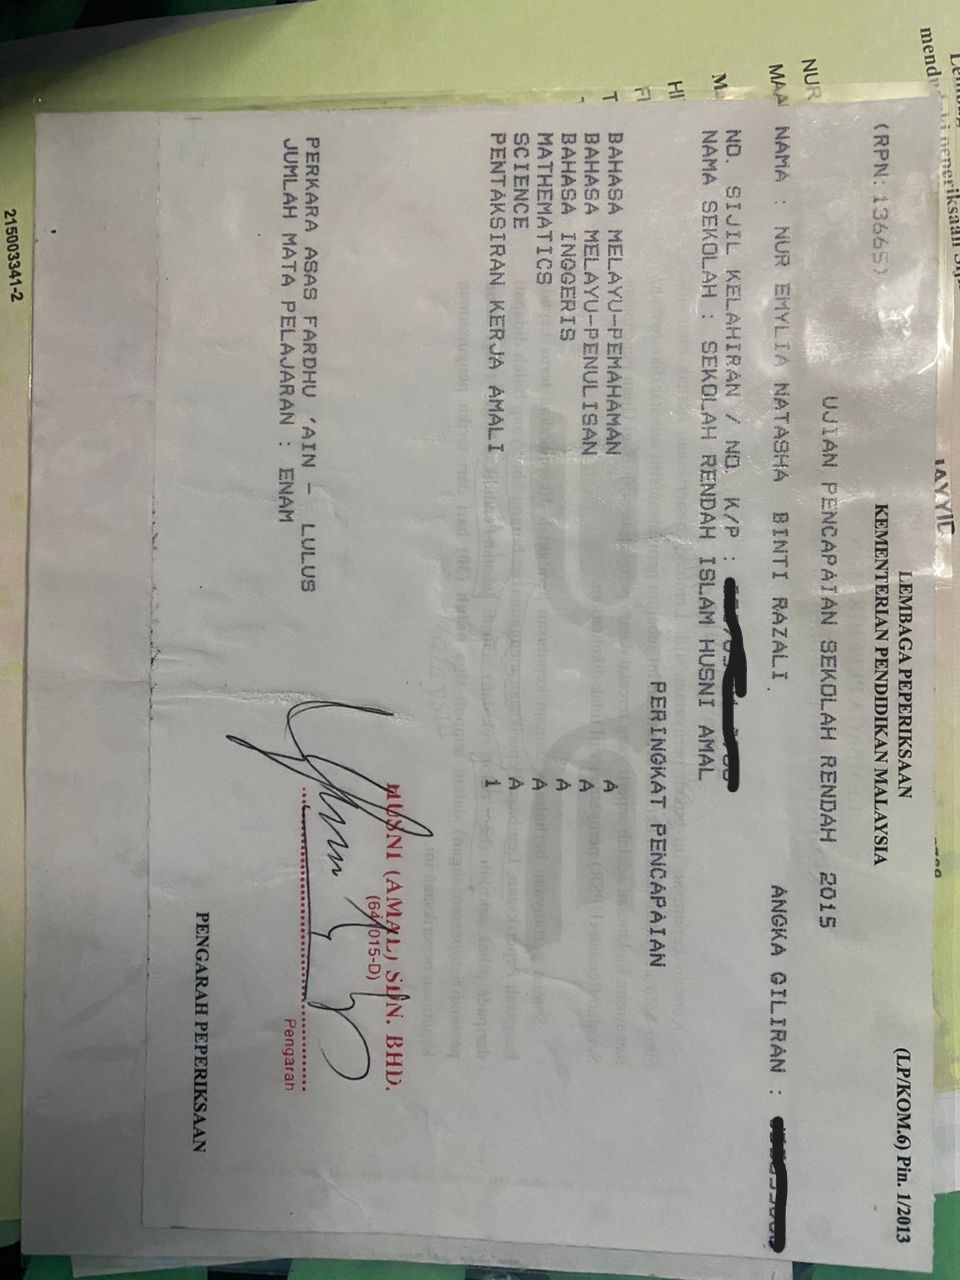 LEMBAGA PEPERIKSAAN
KEMENTERIAN PENDIDIKAN MALAYSIA
(LP/KOM.6) Pin. 1/2013
(RPN:13665)
UJIAN PENCAPAIAN SEKOLAH RENDAH 2015
NAMA : NUR EMYLIA NATASHA BINTI RAZALI
ANGKA GILIRAN :
NO. SIJIL KELAHIRAN / NO. K/P :
NAMA SEKOLAH : SEKOLAH RENDAH ISLAM HUSNI AMAL
PERINGKAT PENCAPAIAN
BAHASA MELAYU-PEMAHAMAN A
BAHASA MELAYU-PENULISAN A
BAHASA INGGERIS A
MATHEMATICS A
SCIENCE A
PENTAKSIRAN KERJA AMALI 1
HUSNI (AMAL) SDN. BHD.
Pengarah
PERKARA ASAS FARDHU 'AIN - LULUS
JUMLAH MATA PELAJARAN : ENAM
PENGARAH PEPERIKSAAN
215003341-2
NUR